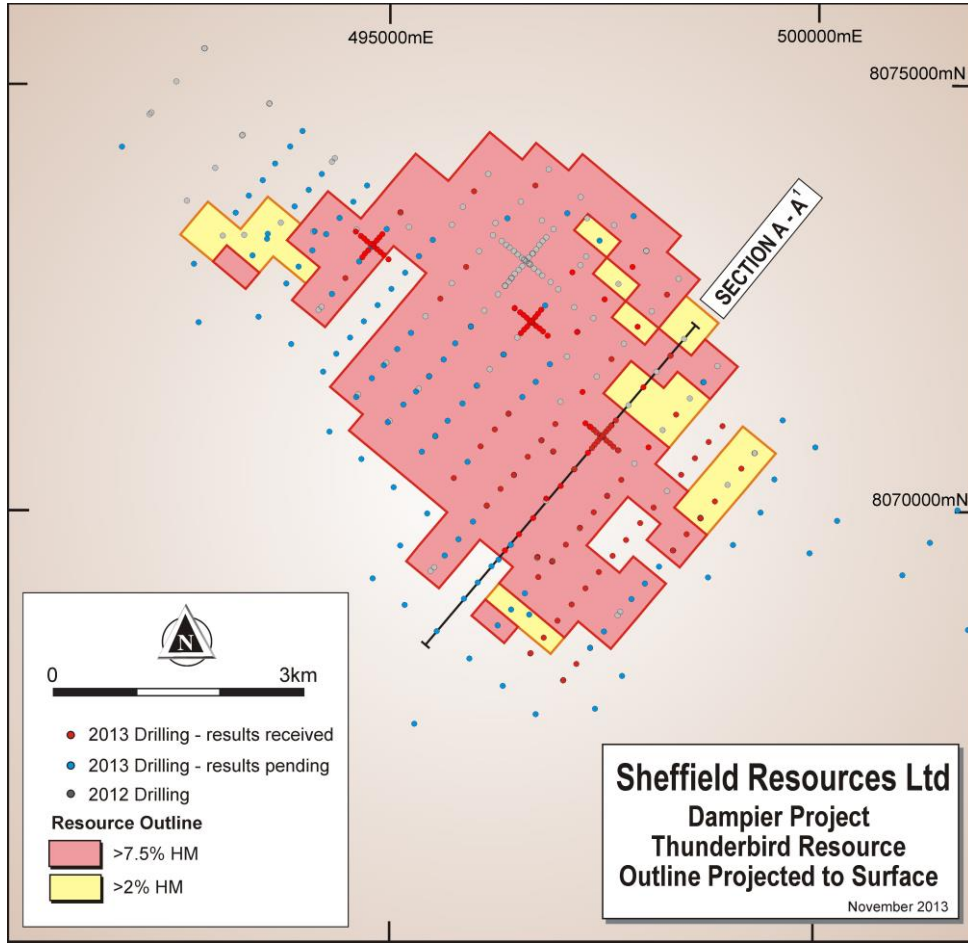 495000mE
500000mE
8075000mN
SECTION A - A¹
8070000mN
N
0 3km
2013 Drilling - results received
2013 Drilling - results pending
2012 Drilling
Resource Outline
>7.5% HM
>2% HM
Sheffield Resources Ltd
Dampier Project
Thunderbird Resource
Outline Projected to Surface
November 2013